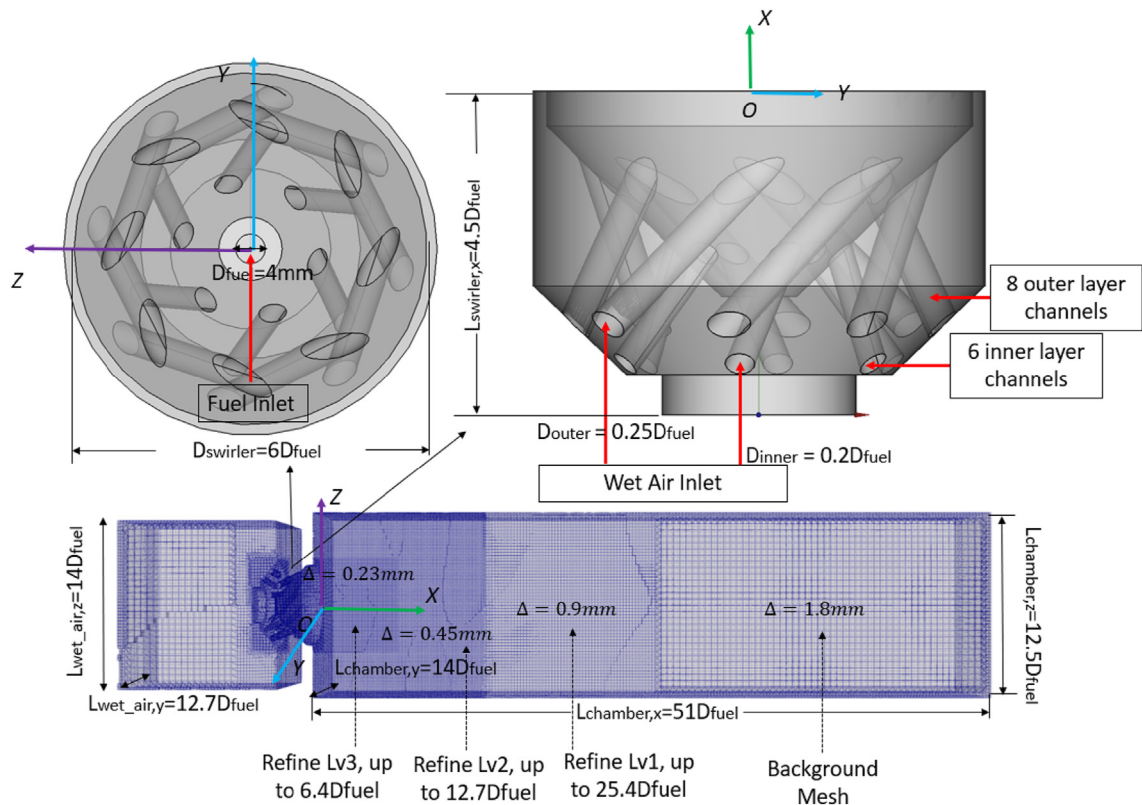 X
Y
O
Y
Z
Dfuel=4mm
Fuel Inlet
Dswirler=6Dfuel
Lswirler,x=4.5Dfuel
8 outer layer
channels
6 inner layer
channels
Douter = 0.25Dfuel
Dinner = 0.2Dfuel
Wet Air Inlet
Z
X
O
Y
Lwet_air,z=14Dfuel
Lwet_air,y=12.7Dfuel
Δ = 0.23mm
Δ = 0.45mm
Δ = 0.9mm
Δ = 1.8mm
Lchamber,y=14Dfuel
Lchamber,x=51Dfuel
Lchamber,z=12.5Dfuel
Refine Lv3, up
to 6.4Dfuel
Refine Lv2, up
to 12.7Dfuel
Refine Lv1, up
to 25.4Dfuel
Background
Mesh